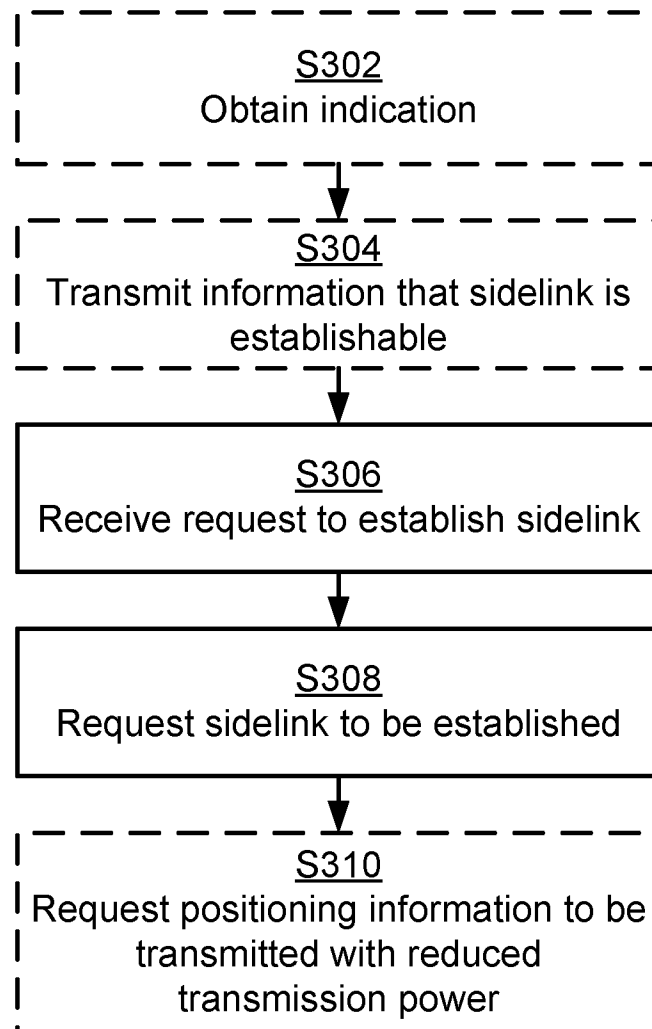 S302
Obtain indication
S304
Transmit information that sidelink is
establishable
S306
Receive request to establish sidelink
S308
Request sidelink to be established
S310
Request positioning information to be
transmitted with reduced
transmission power